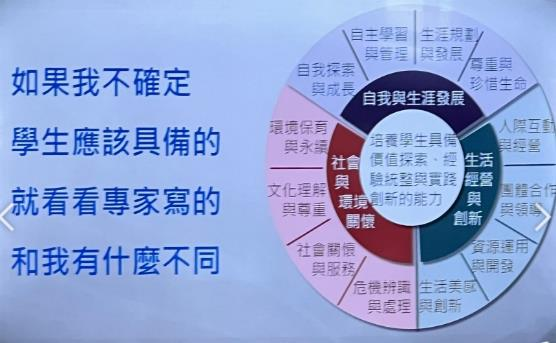 如果我不確定
學生應該具備的
就看看專家寫的
和我有什麼不同
自主學習
與管理
生涯規劃
與發展
尊重與
珍惜生命
人際互動
與經營
團體合作
與領導
資源運用
與開發
生活美感
與創新
危機辨識
與處理
社會關懷
與服務
文化理解
與尊重
環境保育
與永續
自我探索
與成長
自我與生涯發展
生活
經營
與
創新
社會
與
環境
關懷
培養學生具備
價值探索、經
驗統整與實踐
創新的能力